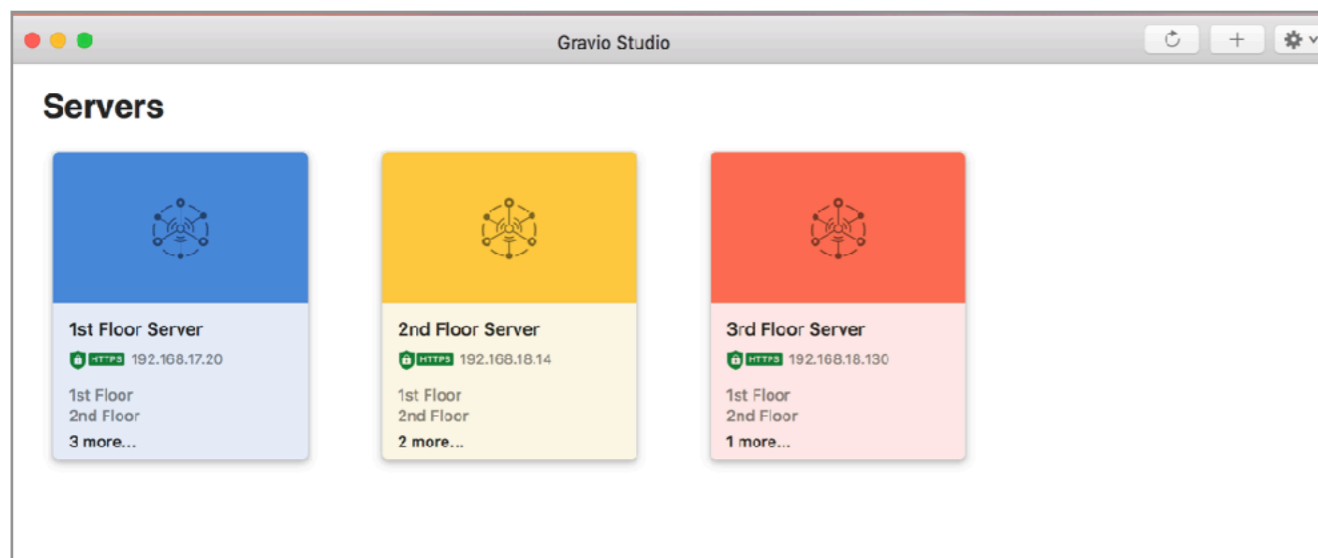 Gravio Studio
Servers
1st Floor Server
HTTPS 192.168.17.20
1st Floor
2nd Floor
3 more...
2nd Floor Server
HTTPS 192.168.18.14
1st Floor
2nd Floor
2 more...
3rd Floor Server
HTTPS 192.168.18.130
1st Floor
2nd Floor
1 more...